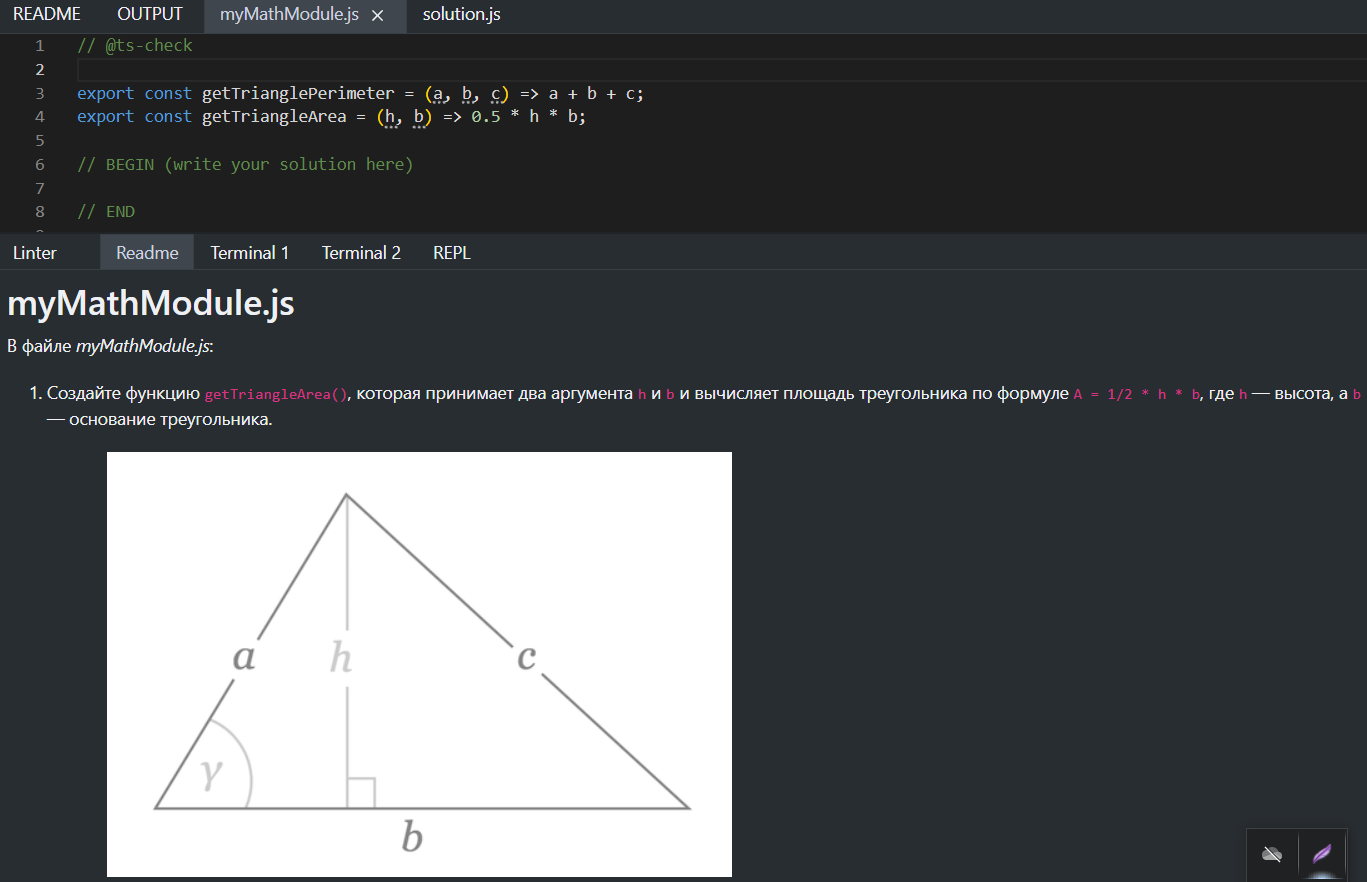 README OUTPUT myMathModule.js × solution.js
1 // @ts-check
2
3 export const getTrianglePerimeter = (a, b, c) => a + b + c;
4 export const getTriangleArea = (h, b) => 0.5 * h * b;
5
6 // BEGIN (write your solution here)
7
8 // END
Linter Readme Terminal 1 Terminal 2 REPL
myMathModule.js
В файле myMathModule.js:
1. Создайте функцию getTriangleArea(), которая принимает два аргумента h и b и вычисляет площадь треугольника по формуле A = 1/2 * h * b, где h — высота, а b
— основание треугольника.
a h c
γ
b